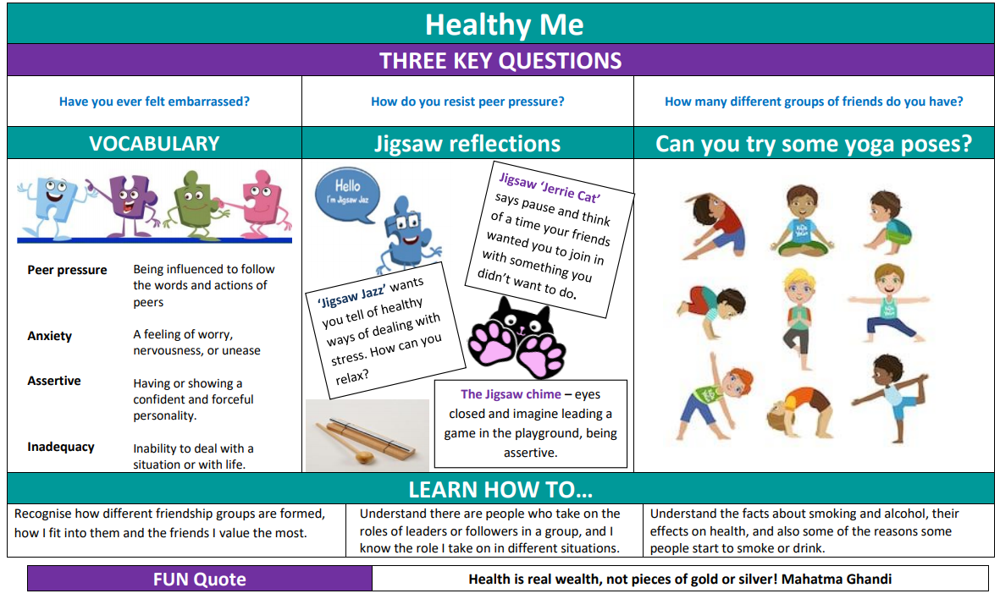 Healthy Me
THREE KEY QUESTIONS
Have you ever felt embarrassed?
How do you resist peer pressure?
How many different groups of friends do you have?
VOCABULARY
Peer pressure
Being influenced to follow
the words and actions of
peers
Anxiety
A feeling of worry,
nervousness, or unease
Assertive
Having or showing a
confident and forceful
personality.
Inadequacy
Inability to deal with a
situation or with life.
Jigsaw reflections
Hello
I'm Jigsaw Jaz
Jigsaw ‘Jerrie Cat’
says pause and think
of a time your friends
wanted you to join in
with something you
didn’t want to do.
‘Jigsaw Jazz’ wants
you tell of healthy
ways of dealing with
stress. How can you
relax?
The Jigsaw chime – eyes
closed and imagine leading a
game in the playground, being
assertive.
Can you try some yoga poses?
LEARN HOW TO…
Recognise how different friendship groups are formed,
how I fit into them and the friends I value the most.
Understand there are people who take on the
roles of leaders or followers in a group, and I
know the role I take on in different situations.
Understand the facts about smoking and alcohol, their
effects on health, and also some of the reasons some
people start to smoke or drink.
FUN Quote
Health is real wealth, not pieces of gold or silver! Mahatma Ghandi